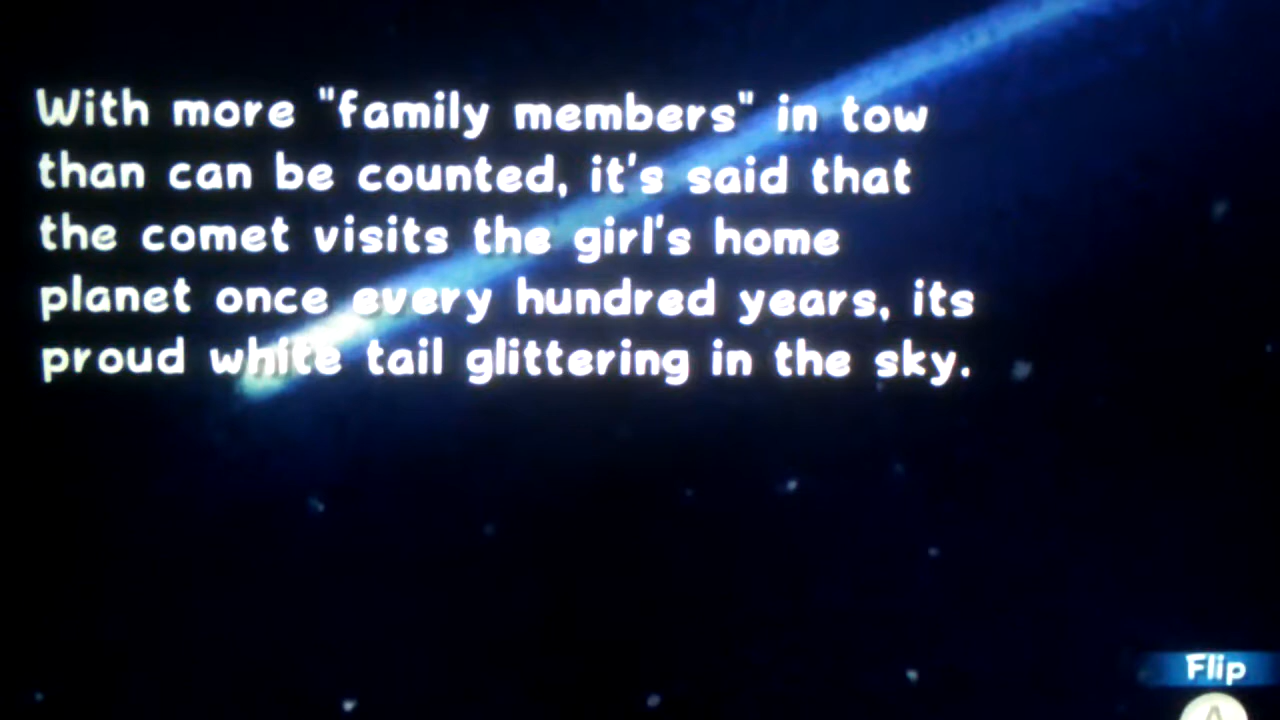 With more "family members" in tow
than can be counted, it's said that
the comet visits the girl's home
planet once every hundred years, its
proud white tail glittering in the sky.
Flip
A